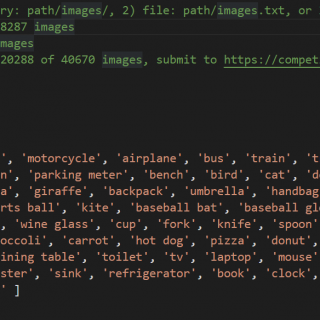 ry: path/images/, 2) file: path/images.txt, or
8287 images
mages
20288 of 40670 images, submit to https://compet
', 'motorcycle', 'airplane', 'bus', 'train', 't
n', 'parking meter', 'bench', 'bird', 'cat', 'd
a', 'giraffe', 'backpack', 'umbrella', 'handbag
rts ball', 'kite', 'baseball bat', 'baseball gl
, 'wine glass', 'cup', 'fork', 'knife', 'spoon'
occoli', 'carrot', 'hot dog', 'pizza', 'donut',
ining table', 'toilet', 'tv', 'laptop', 'mouse'
ster', 'sink', 'refrigerator', 'book', 'clock',
' ]